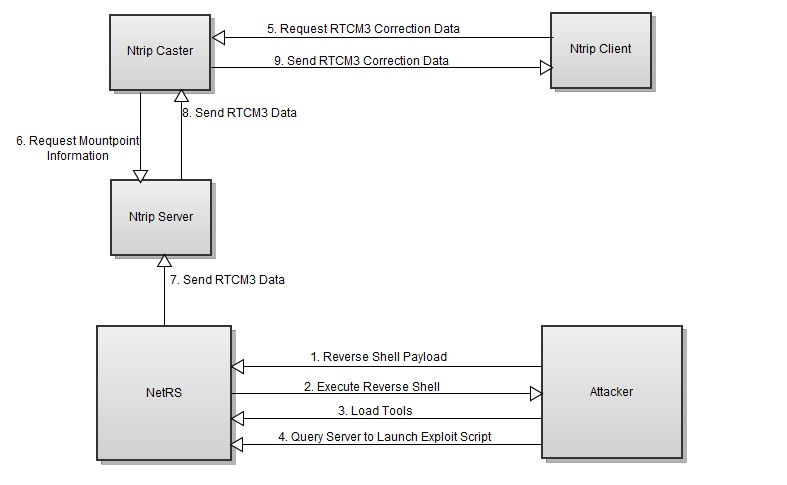 5. Request RTCM3 Correction Data
Ntrip Caster
Ntrip Client
9. Send RTCM3 Correction Data
8. Send RTCM3 Data
6. Request Mountpoint
Information
Ntrip Server
7. Send RTCM3 Data
1. Reverse Shell Payload
NetRS
2. Execute Reverse Shell
Attacker
3. Load Tools
4. Query Server to Launch Exploit Script